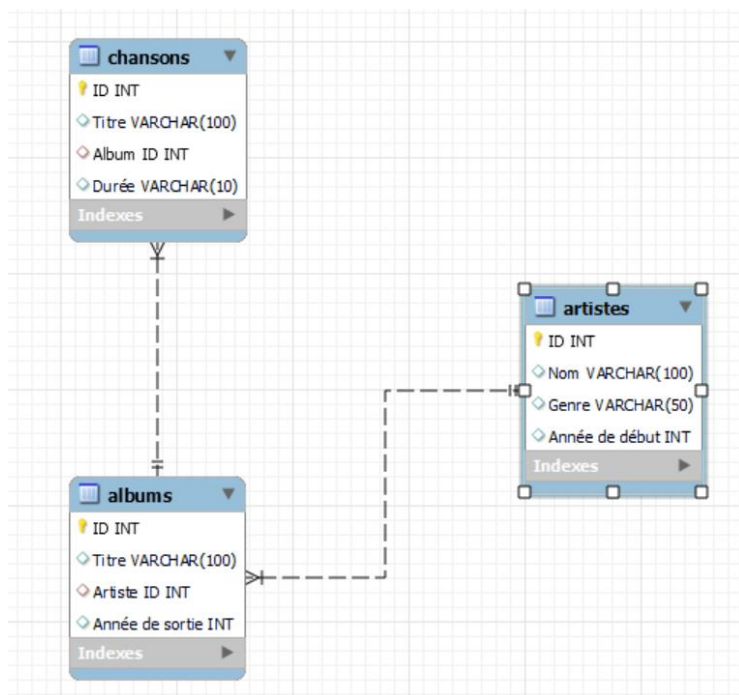 chansons
ID INT
Titre VARCHAR(100)
Album ID INT
Durée VARCHAR(10)
Indexes
artistes
ID INT
Nom VARCHAR(100)
Genre VARCHAR(50)
Année de début INT
Indexes
albums
ID INT
Titre VARCHAR(100)
Artiste ID INT
Année de sortie INT
Indexes